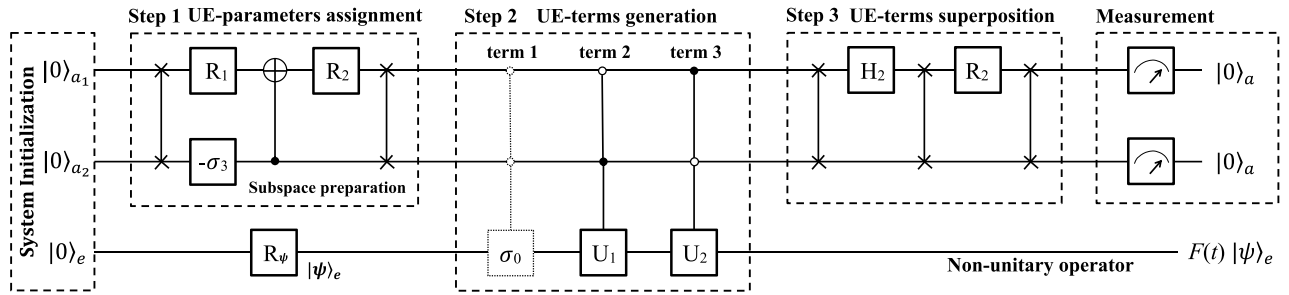 Step 1 UE-parameters assignment
Step 2 UE-terms generation
Step 3 UE-terms superposition
Measurement
System Initialization
term 1 term 2 term 3
|0⟩a₁ R₁ R₂ H₂ R₂ |0⟩ₐ
|0⟩a₂ -σ₃ |0⟩ₐ
Subspace preparation
|0⟩ₑ Rψ |ψ⟩ₑ σ₀ U₁ U₂ F(t) |ψ⟩ₑ
Non-unitary operator